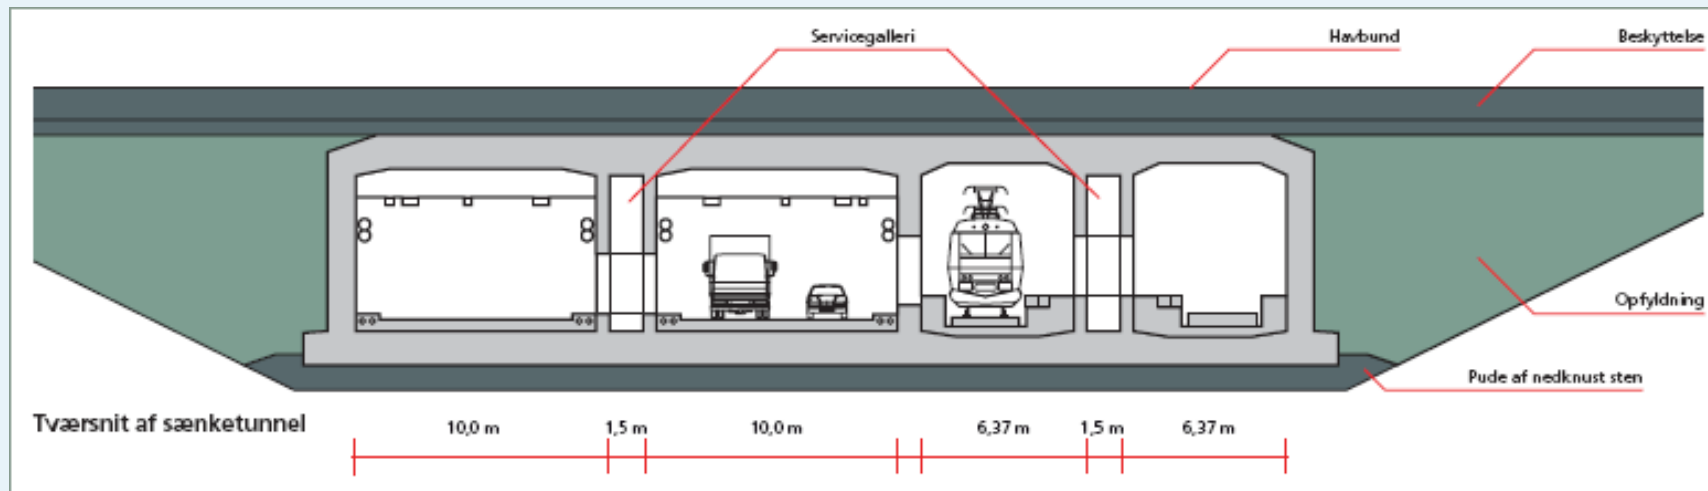 Servicegalleri
Havbund
Beskyttelse
Opfyldning
Pude af nedknust sten
Tværsnit af sænketunnel
10,0 m
1,5 m
10,0 m
6,37 m
1,5 m
6,37 m